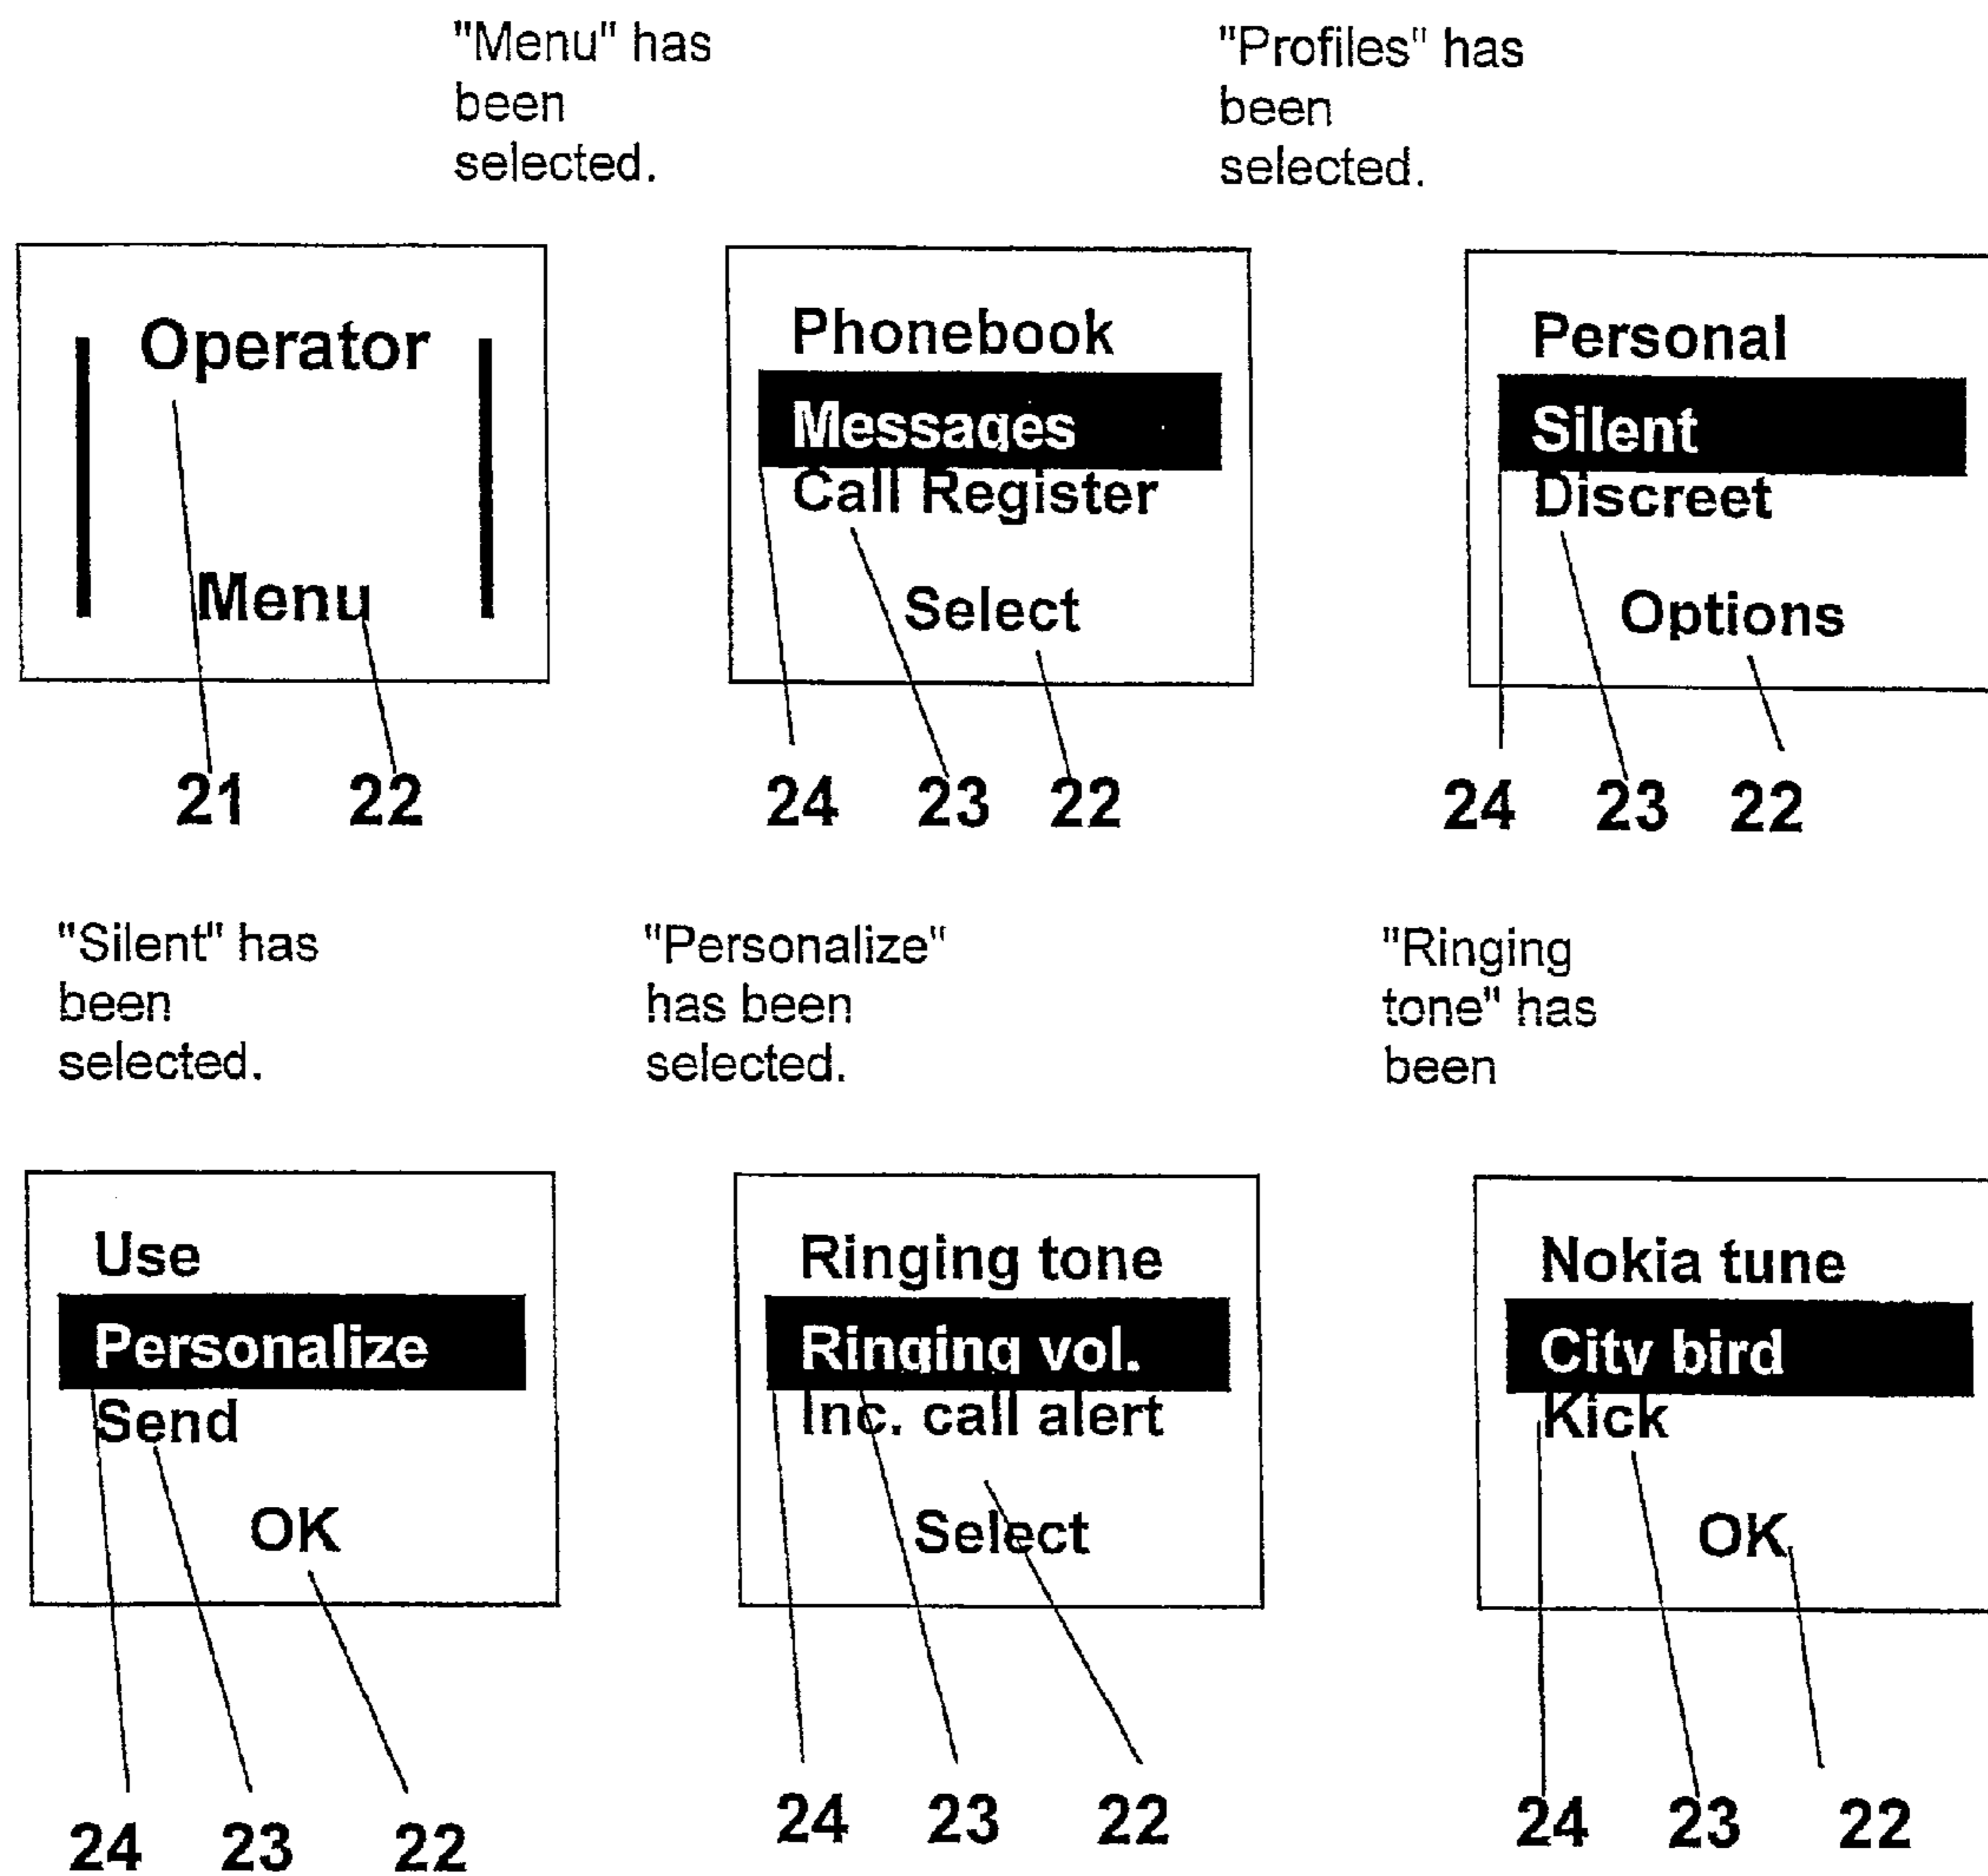 "Menu" has
been
selected.
"Profiles" has
been
selected.
Operator
Menu
21 22
Phonebook
Messages
Call Register
Select
24 23 22
Personal
Silent
Discreet
Options
24 23 22
"Silent" has
been
selected.
"Personalize"
has been
selected.
"Ringing
tone" has
been
Use
Personalize
Send
OK
24 23 22
Ringing tone
Ringing vol.
Inc. call alert
Select
24 23 22
Nokia tune
City bird
Kick
OK
24 23 22